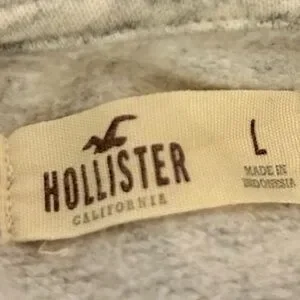 HOLLISTER
CALIFORNIA
L
MADE IN
INDONESIA